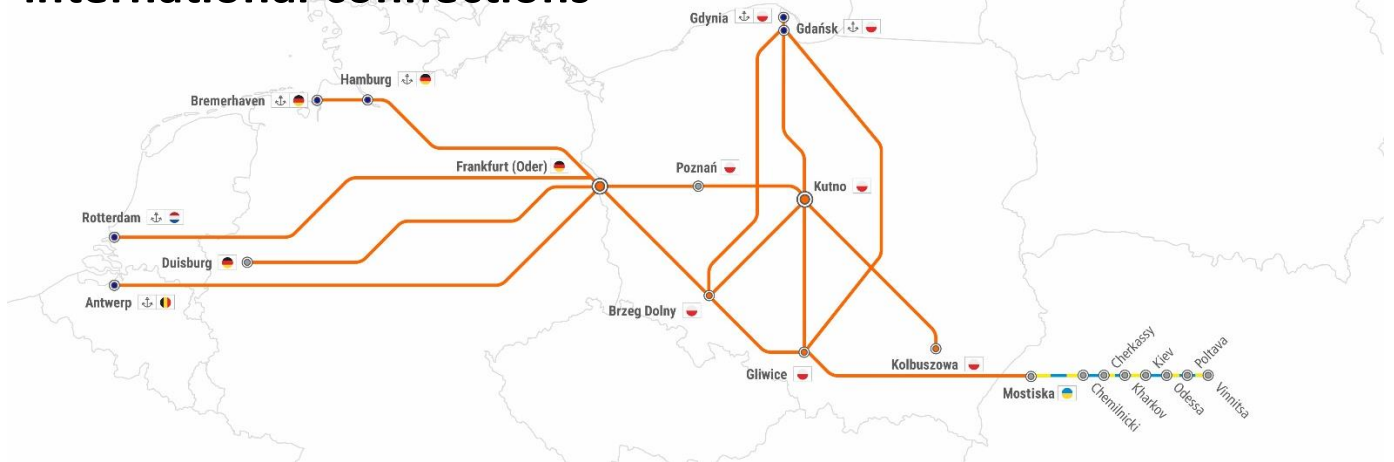 International connections
Gdynia
Gdańsk
Hamburg
Bremerhaven
Frankfurt (Oder)
Poznań
Kutno
Rotterdam
Duisburg
Antwerp
Brzeg Dolny
Gliwice
Kolbuszowa
Mostiska
Chemilnicki
Cherkassy
Kharkov
Kiev
Odessa
Poltava
Vinnitsa